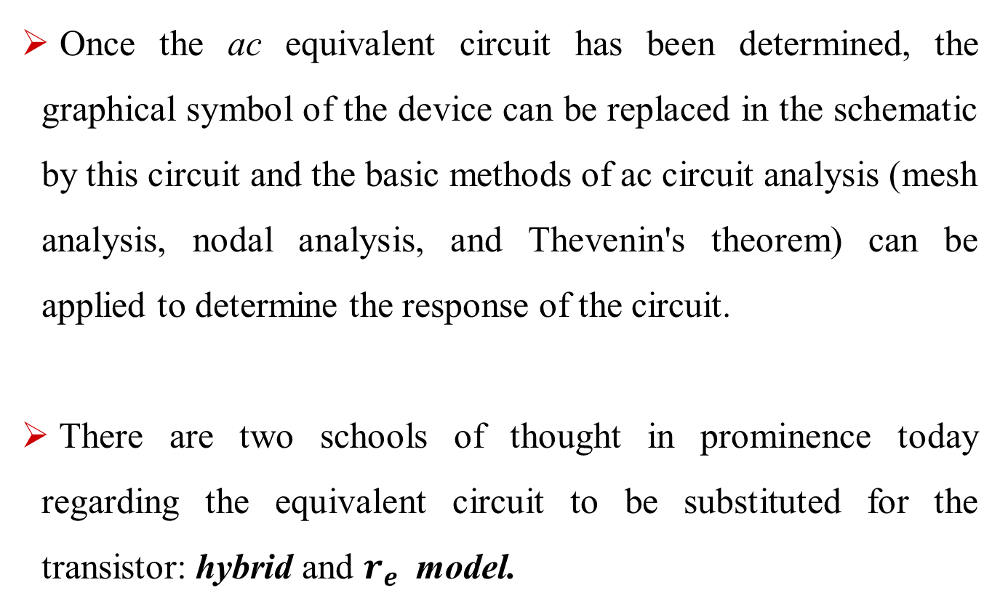 ➢ Once the ac equivalent circuit has been determined, the
graphical symbol of the device can be replaced in the schematic
by this circuit and the basic methods of ac circuit analysis (mesh
analysis, nodal analysis, and Thevenin's theorem) can be
applied to determine the response of the circuit.
➢ There are two schools of thought in prominence today
regarding the equivalent circuit to be substituted for the
transistor: hybrid and rₑ model.